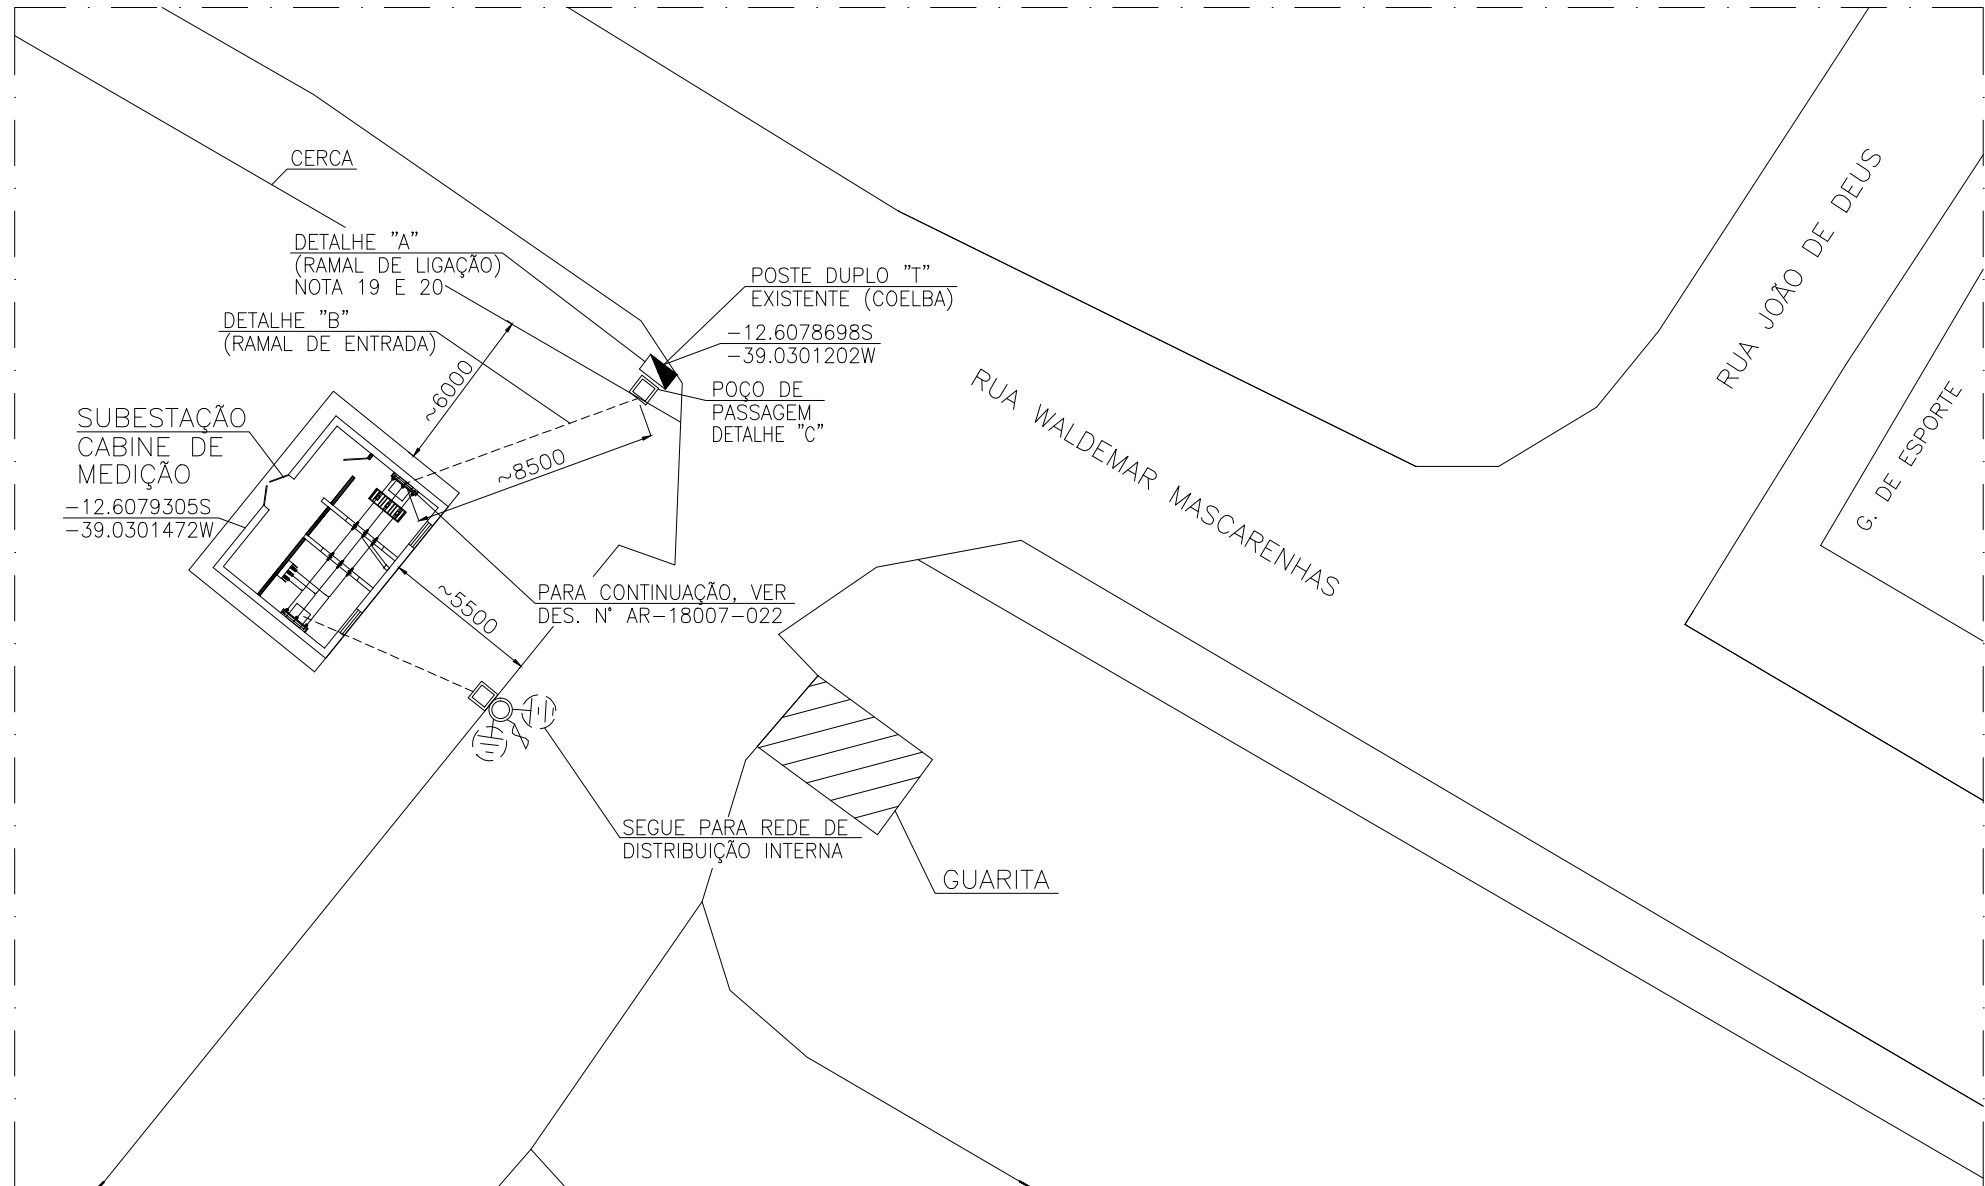 CERCA
DETALHE "A"
(RAMAL DE LIGAÇÃO)
NOTA 19 E 20
DETALHE "B"
(RAMAL DE ENTRADA)
POSTE DUPLO "T"
EXISTENTE (COELBA)
-12.6078698S
-39.0301202W
POÇO DE
PASSAGEM
DETALHE "C"
~6000
~8500
SUBESTAÇÃO
CABINE DE
MEDIÇÃO
-12.6079305S
-39.0301472W
~5500
PARA CONTINUAÇÃO, VER
DES. N° AR-18007-022
RUA WALDEMAR MASCARENHAS
RUA JOÃO DE DEUS
G. DE ESPORTE
SEGUE PARA REDE DE
DISTRIBUIÇÃO INTERNA
GUARITA